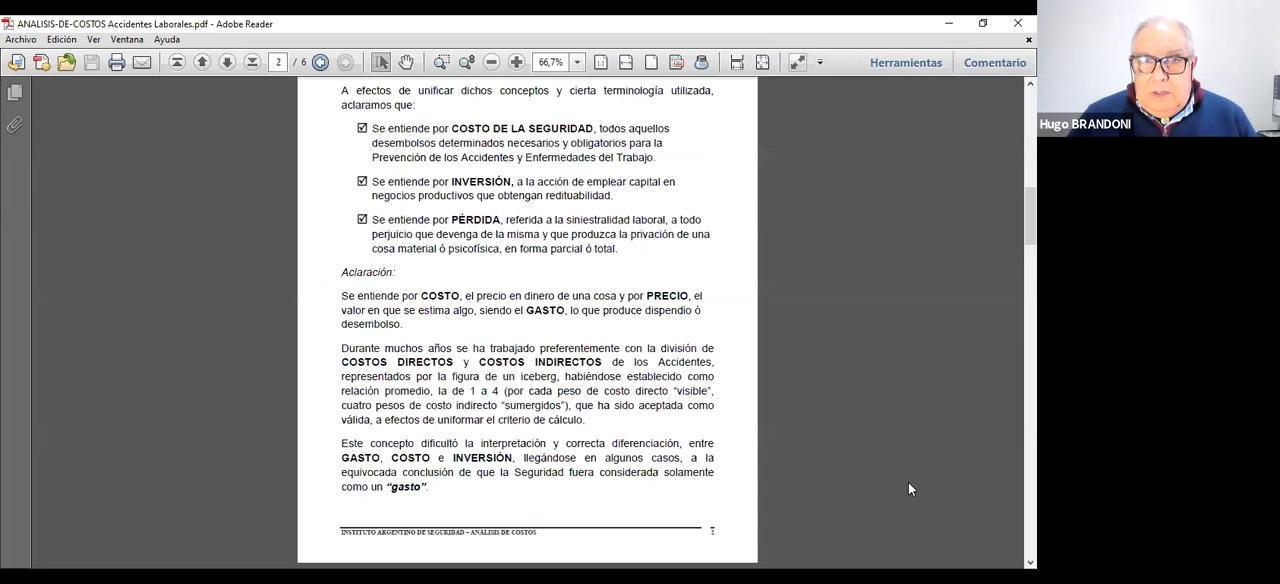 ANALISIS-DE-COSTOS Accidentes Laborales.pdf - Adobe Reader
Archivo Edición Ver Ventana Ayuda
2 / 6 66,7% Herramientas Comentario
A efectos de unificar dichos conceptos y cierta terminología utilizada,
aclaramos que:
Se entiende por COSTO DE LA SEGURIDAD, todos aquellos
desembolsos determinados necesarios y obligatorios para la
Prevención de los Accidentes y Enfermedades del Trabajo.
Se entiende por INVERSIÓN, a la acción de emplear capital en
negocios productivos que obtengan redituabilidad.
Se entiende por PÉRDIDA, referida a la siniestralidad laboral, a todo
perjuicio que devenga de la misma y que produzca la privación de una
cosa material ó psicofísica, en forma parcial ó total.
Aclaración:
Se entiende por COSTO, el precio en dinero de una cosa y por PRECIO, el
valor en que se estima algo, siendo el GASTO, lo que produce dispendio ó
desembolso.
Durante muchos años se ha trabajado preferentemente con la división de
COSTOS DIRECTOS y COSTOS INDIRECTOS de los Accidentes,
representados por la figura de un iceberg, habiéndose establecido como
relación promedio, la de 1 a 4 (por cada peso de costo directo “visible”,
cuatro pesos de costo indirecto “sumergidos”), que ha sido aceptada como
válida, a efectos de uniformar el criterio de cálculo.
Este concepto dificultó la interpretación y correcta diferenciación, entre
GASTO, COSTO e INVERSIÓN, llegándose en algunos casos, a la
equivocada conclusión de que la Seguridad fuera considerada solamente
como un “gasto”.
INSTITUTO ARGENTINO DE SEGURIDAD – ANÁLISIS DE COSTOS 2
Hugo BRANDONI